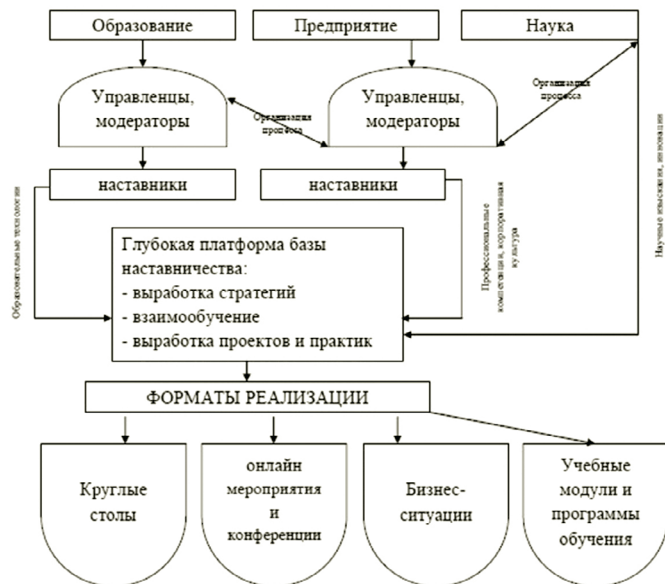 Образование
Предприятие
Наука
Управленцы,
модераторы
Организация
процесса
Управленцы,
модераторы
Организация
процесса
наставники
наставники
Образовательные технологии
Профессиональные
компетенции, корпоративная
культура
Научные изыскания, инновации
Глубокая платформа базы
наставничества:
- выработка стратегий
- взаимообучение
- выработка проектов и практик
ФОРМАТЫ РЕАЛИЗАЦИИ
Круглые
столы
онлайн
мероприятия
и
конференции
Бизнес-
ситуации
Учебные
модули и
программы
обучения